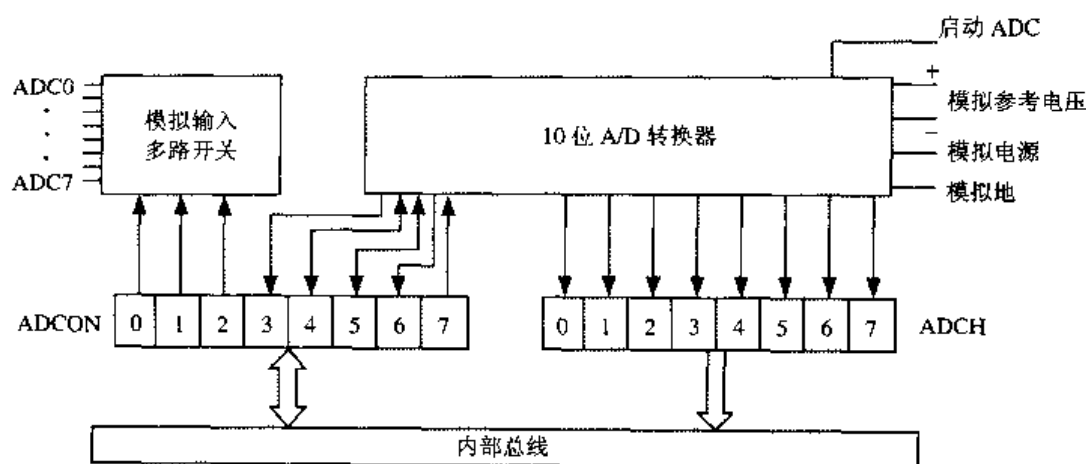 启动 ADC
ADC0
+
模拟输入
多路开关
模拟参考电压
10 位 A/D 转换器
−
模拟电源
ADC7
模拟地
ADCON 0 1 2 3 4 5 6 7
0 1 2 3 4 5 6 7 ADCH
内部总线